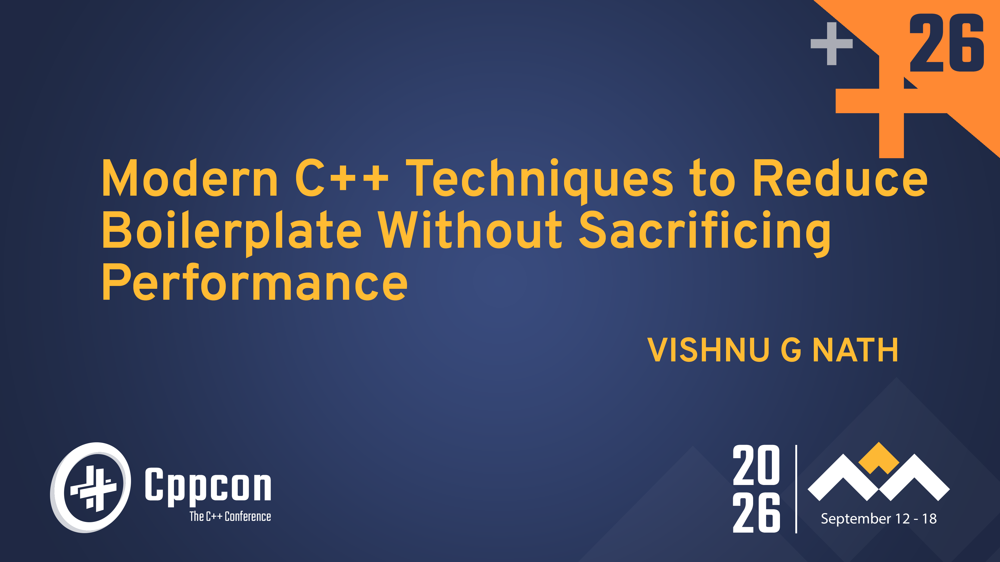 26
Modern C++ Techniques to Reduce
Boilerplate Without Sacrificing
Performance
VISHNU G NATH
Cppcon
The C++ Conference
20
26
September 12 - 18